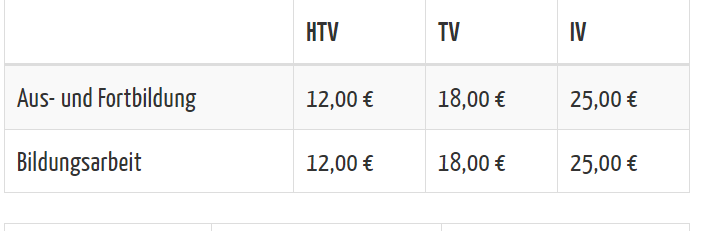 HTV TV IV
Aus- und Fortbildung 12,00 € 18,00 € 25,00 €
Bildungsarbeit 12,00 € 18,00 € 25,00 €